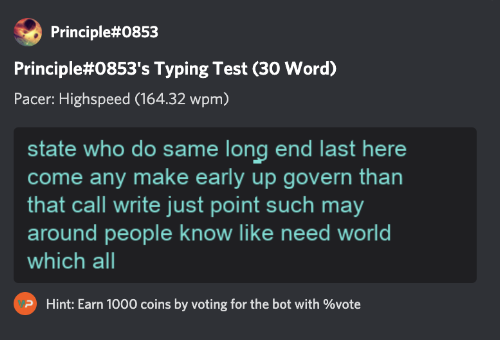 Principle#0853
Principle#0853's Typing Test (30 Word)
Pacer: Highspeed (164.32 wpm)
state who do same long end last here
come any make early up govern than
that call write just point such may
around people know like need world
which all
Hint: Earn 1000 coins by voting for the bot with %vote